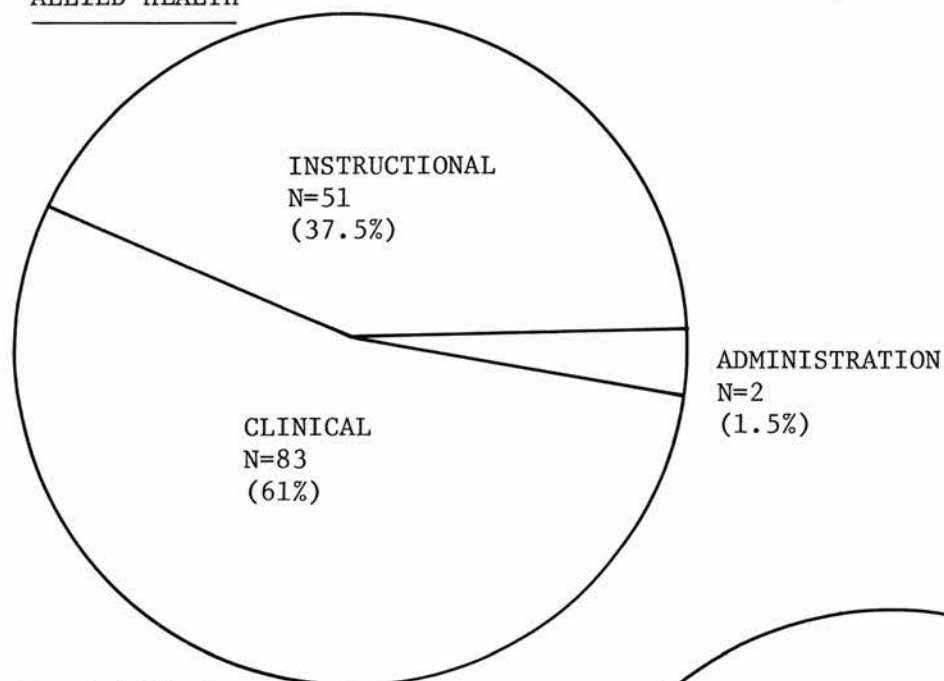 ALLIED HEALTH
INSTRUCTIONAL
N=51
(37.5%)
ADMINISTRATION
N=2
(1.5%)
CLINICAL
N=83
(61%)